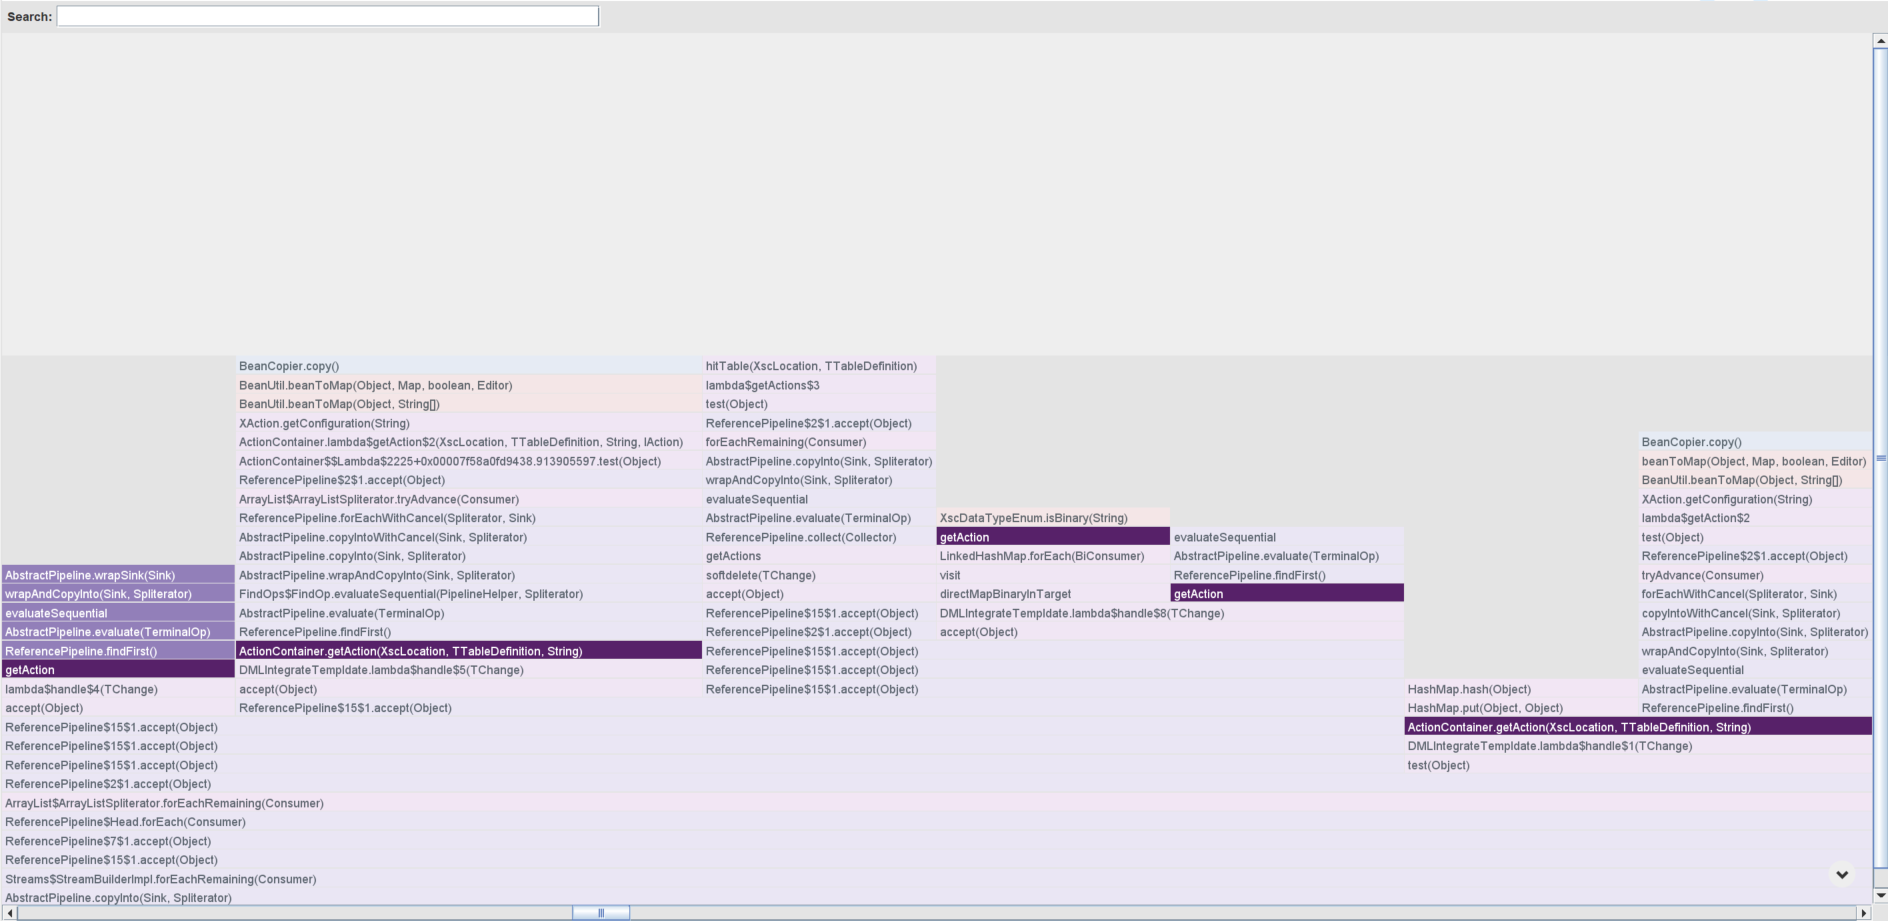 Search:
BeanCopier.copy()
hitTable(XscLocation, TTableDefinition)
BeanUtil.beanToMap(Object, Map, boolean, Editor)
lambda$getActions$3
BeanUtil.beanToMap(Object, String[])
test(Object)
XAction.getConfiguration(String)
ReferencePipeline$2$1.accept(Object)
ActionContainer.lambda$getAction$2(XscLocation, TTableDefinition, String, IAction)
forEachRemaining(Consumer)
BeanCopier.copy()
ActionContainer$$Lambda$2225+0x00007f58a0fd9438.913905597.test(Object)
AbstractPipeline.copyInto(Sink, Spliterator)
beanToMap(Object, Map, boolean, Editor)
ReferencePipeline$2$1.accept(Object)
wrapAndCopyInto(Sink, Spliterator)
BeanUtil.beanToMap(Object, String[])
ArrayList$ArrayListSpliterator.tryAdvance(Consumer)
evaluateSequential
XAction.getConfiguration(String)
ReferencePipeline.forEachWithCancel(Spliterator, Sink)
AbstractPipeline.evaluate(TerminalOp)
XscDataTypeEnum.isBinary(String)
lambda$getAction$2
AbstractPipeline.copyIntoWithCancel(Sink, Spliterator)
ReferencePipeline.collect(Collector)
getAction
evaluateSequential
test(Object)
AbstractPipeline.copyInto(Sink, Spliterator)
getActions
LinkedHashMap.forEach(BiConsumer)
AbstractPipeline.evaluate(TerminalOp)
ReferencePipeline$2$1.accept(Object)
AbstractPipeline.wrapSink(Sink)
AbstractPipeline.wrapAndCopyInto(Sink, Spliterator)
softdelete(TChange)
visit
ReferencePipeline.findFirst()
tryAdvance(Consumer)
wrapAndCopyInto(Sink, Spliterator)
FindOps$FindOp.evaluateSequential(PipelineHelper, Spliterator)
accept(Object)
directMapBinaryInTarget
getAction
forEachWithCancel(Spliterator, Sink)
evaluateSequential
AbstractPipeline.evaluate(TerminalOp)
ReferencePipeline$15$1.accept(Object)
DMLIntegrateTempldate.lambda$handle$8(TChange)
copyIntoWithCancel(Sink, Spliterator)
AbstractPipeline.evaluate(TerminalOp)
ReferencePipeline.findFirst()
ReferencePipeline$2$1.accept(Object)
accept(Object)
AbstractPipeline.copyInto(Sink, Spliterator)
ReferencePipeline.findFirst()
ActionContainer.getAction(XscLocation, TTableDefinition, String)
ReferencePipeline$15$1.accept(Object)
wrapAndCopyInto(Sink, Spliterator)
getAction
DMLIntegrateTempldate.lambda$handle$5(TChange)
ReferencePipeline$15$1.accept(Object)
evaluateSequential
lambda$handle$4(TChange)
accept(Object)
ReferencePipeline$15$1.accept(Object)
HashMap.hash(Object)
AbstractPipeline.evaluate(TerminalOp)
accept(Object)
ReferencePipeline$15$1.accept(Object)
HashMap.put(Object, Object)
ReferencePipeline.findFirst()
ReferencePipeline$15$1.accept(Object)
ActionContainer.getAction(XscLocation, TTableDefinition, String)
ReferencePipeline$15$1.accept(Object)
DMLIntegrateTempldate.lambda$handle$1(TChange)
ReferencePipeline$15$1.accept(Object)
test(Object)
ReferencePipeline$2$1.accept(Object)
ArrayList$ArrayListSpliterator.forEachRemaining(Consumer)
ReferencePipeline$Head.forEach(Consumer)
ReferencePipeline$7$1.accept(Object)
ReferencePipeline$15$1.accept(Object)
Streams$StreamBuilderImpl.forEachRemaining(Consumer)
AbstractPipeline.copyInto(Sink, Spliterator)